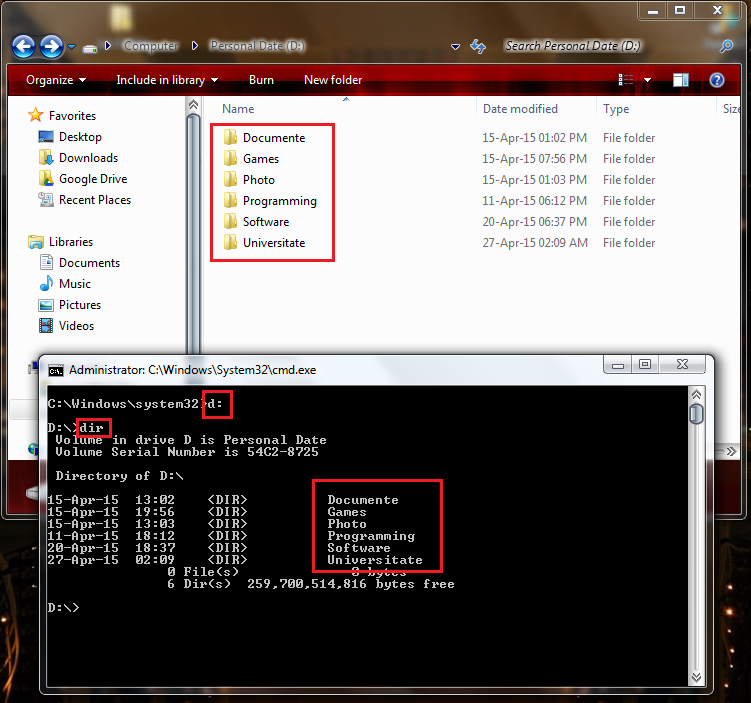 Computer Personal Date (D:) Search Personal Date (D:)
Organize Include in library Burn New folder
Name Date modified Type Size
Favorites
Desktop
Downloads
Google Drive
Recent Places
Libraries
Documents
Music
Pictures
Videos
Documente 15-Apr-15 01:02 PM File folder
Games 15-Apr-15 07:56 PM File folder
Photo 15-Apr-15 01:03 PM File folder
Programming 11-Apr-15 06:12 PM File folder
Software 20-Apr-15 06:37 PM File folder
Universitate 27-Apr-15 02:09 AM File folder
Administrator: C:\Windows\System32\cmd.exe
C:\Windows\system32>d:
D:\>dir
Volume in drive D is Personal Date
Volume Serial Number is 54C2-8725
Directory of D:\
15-Apr-15 13:02 <DIR> Documente
15-Apr-15 19:56 <DIR> Games
15-Apr-15 13:03 <DIR> Photo
11-Apr-15 18:12 <DIR> Programming
20-Apr-15 18:37 <DIR> Software
27-Apr-15 02:09 <DIR> Universitate
0 File(s) 0 bytes
6 Dir(s) 259,700,514,816 bytes free
D:\>